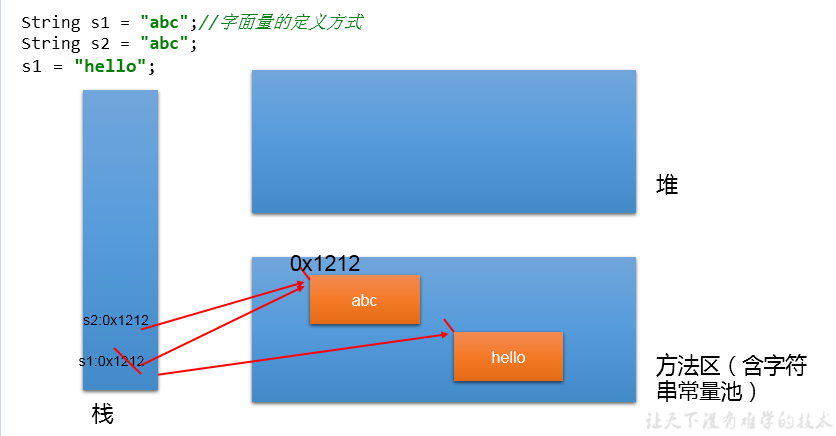 String s1 = "abc";//字面量的定义方式
String s2 = "abc";
s1 = "hello";
堆
0x1212
abc
s2:0x1212
hello
s1:0x1212
方法区（含字符
串常量池）
栈
让天下没有难学的技术